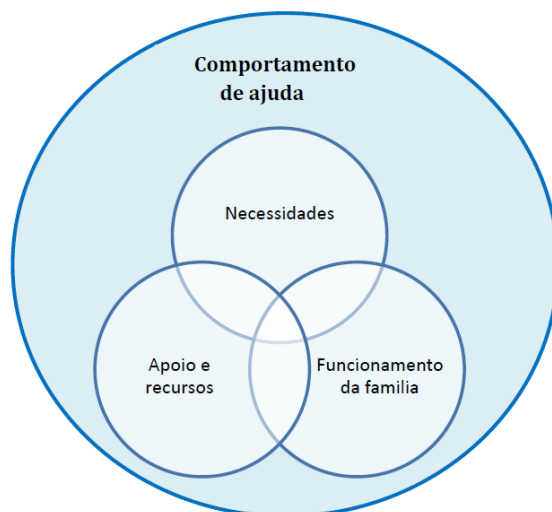 Comportamento
de ajuda
Necessidades
Apoio e
recursos
Funcionamento
da familia